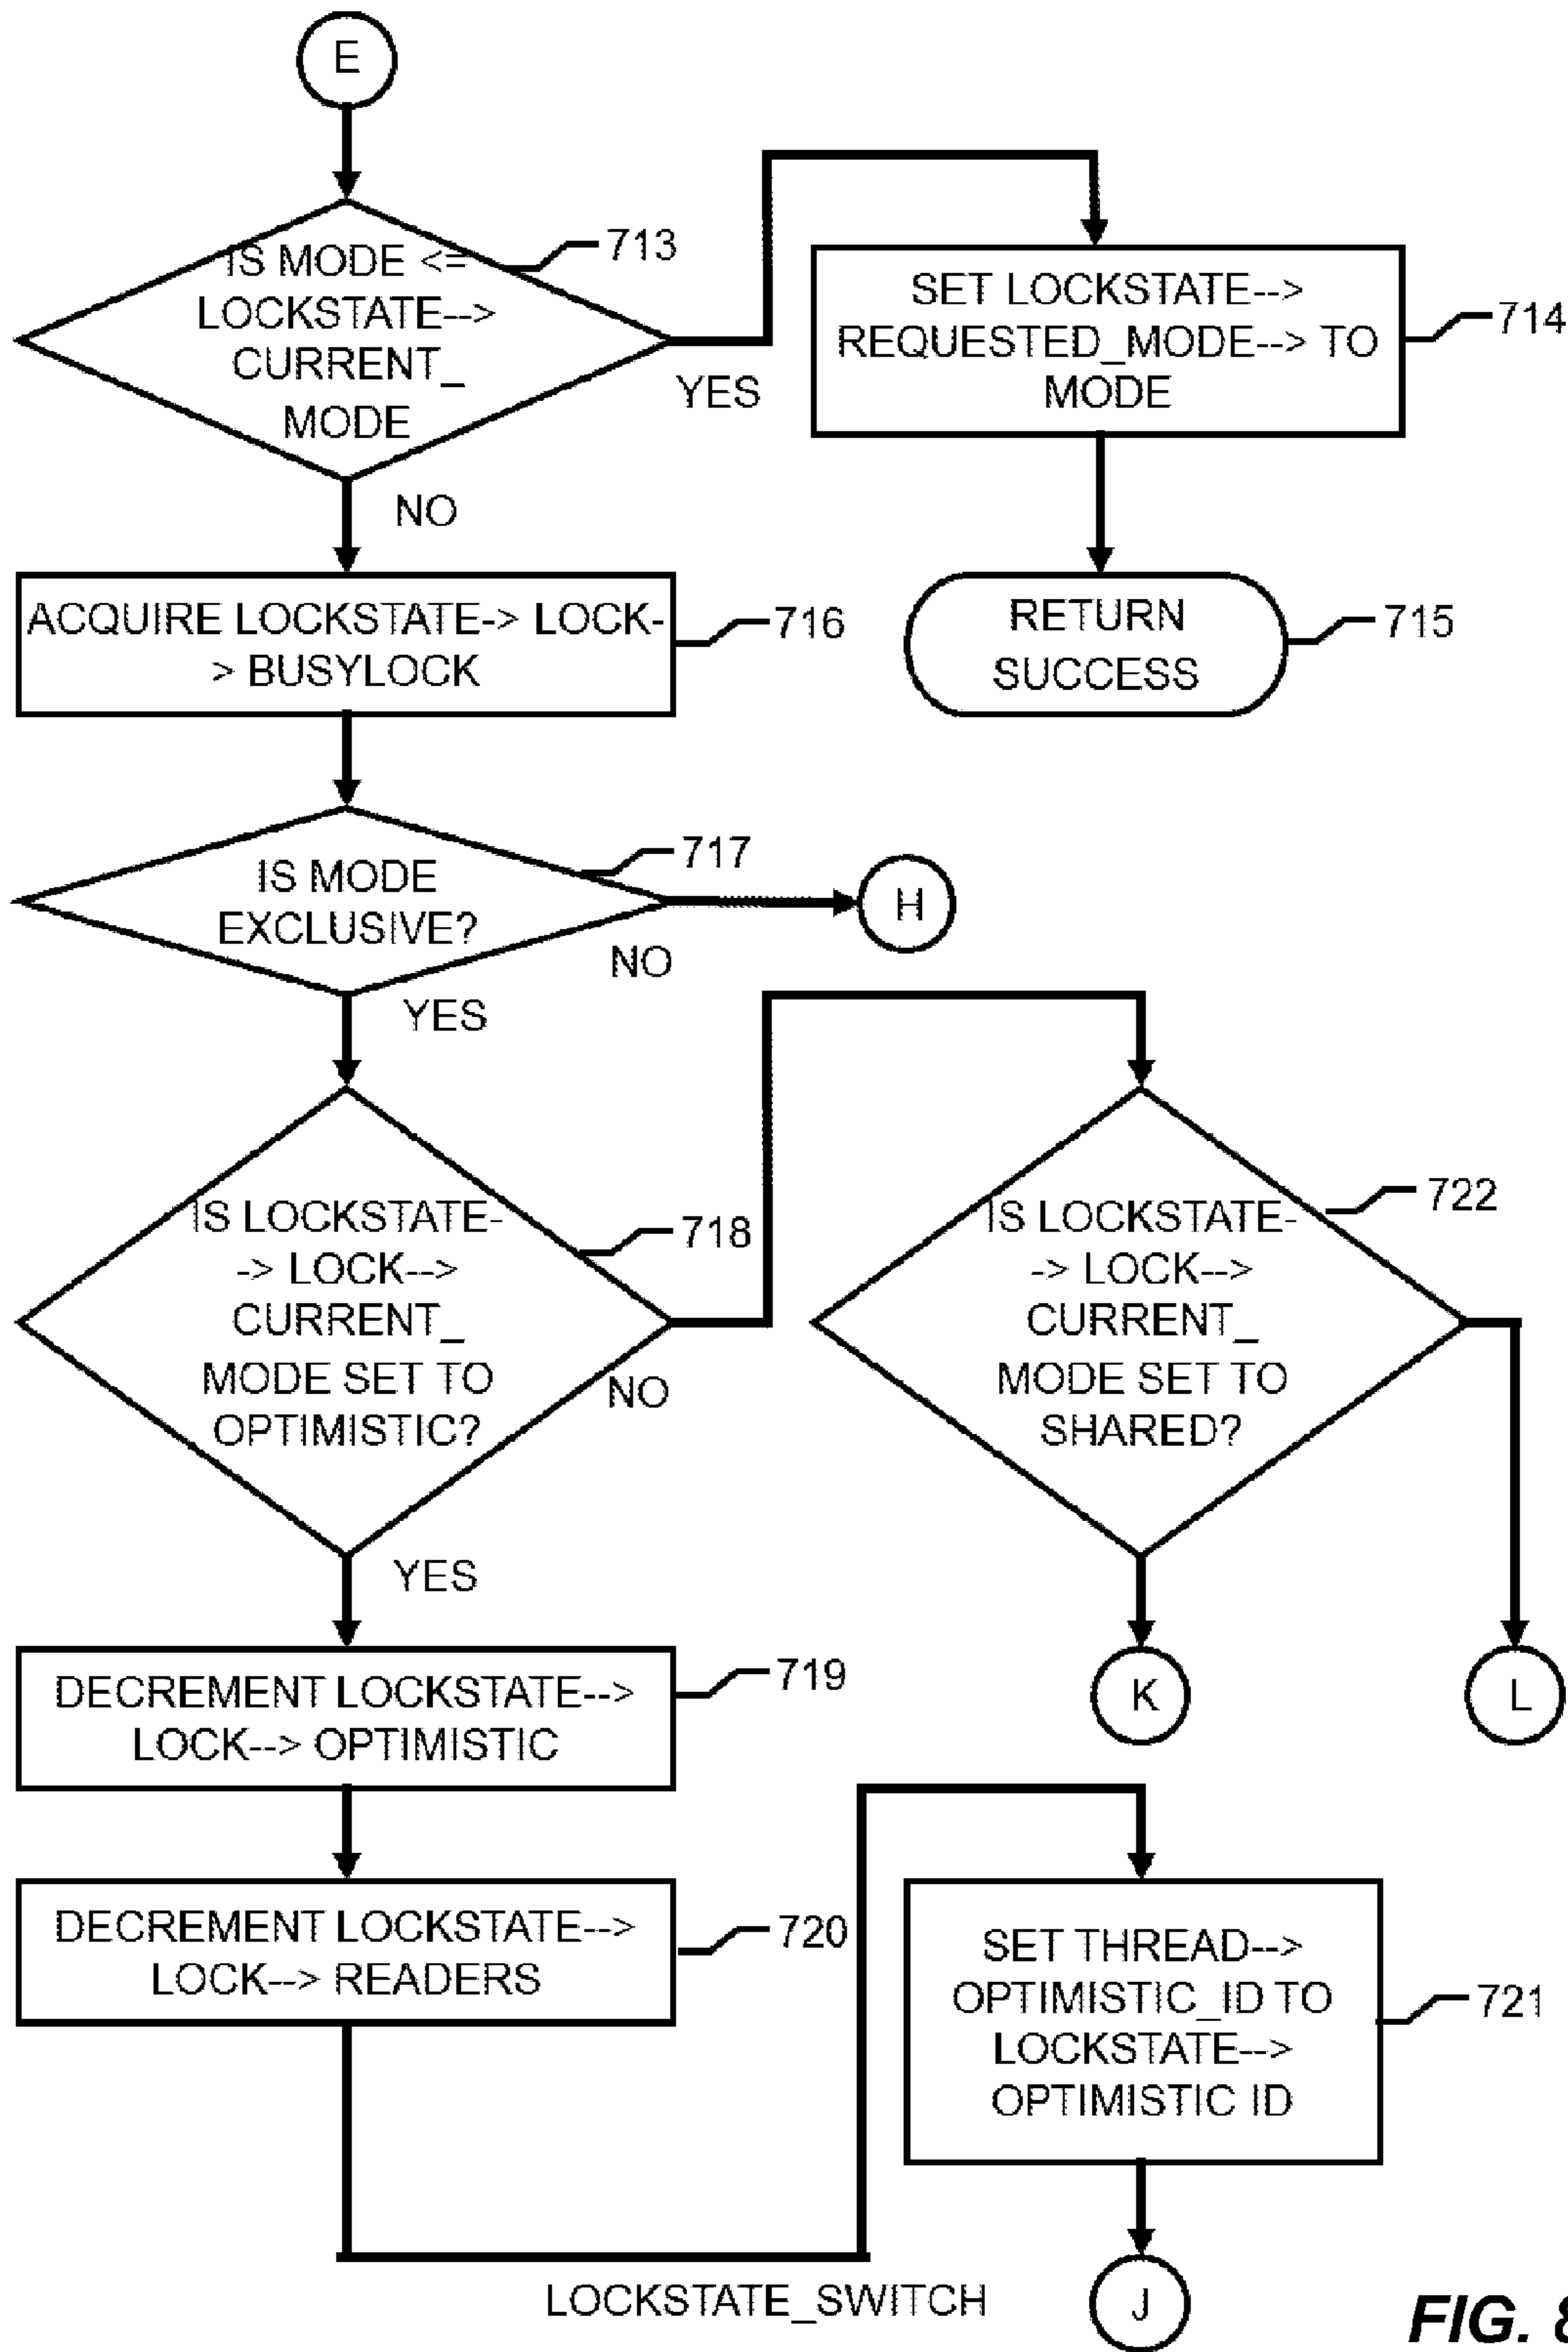 E
IS MODE <=
LOCKSTATE-->
CURRENT_
MODE
713
YES
NO
SET LOCKSTATE-->
REQUESTED_MODE--> TO
MODE
714
RETURN
SUCCESS
715
ACQUIRE LOCKSTATE-> LOCK-
> BUSYLOCK
716
IS MODE
EXCLUSIVE?
717
NO
H
YES
IS LOCKSTATE-
-> LOCK-->
CURRENT_
MODE SET TO
OPTIMISTIC?
718
NO
YES
IS LOCKSTATE-
-> LOCK-->
CURRENT_
MODE SET TO
SHARED?
722
K
L
DECREMENT LOCKSTATE-->
LOCK--> OPTIMISTIC
719
DECREMENT LOCKSTATE-->
LOCK--> READERS
720
SET THREAD-->
OPTIMISTIC_ID TO
LOCKSTATE-->
OPTIMISTIC ID
721
LOCKSTATE_SWITCH
J
FIG. 8